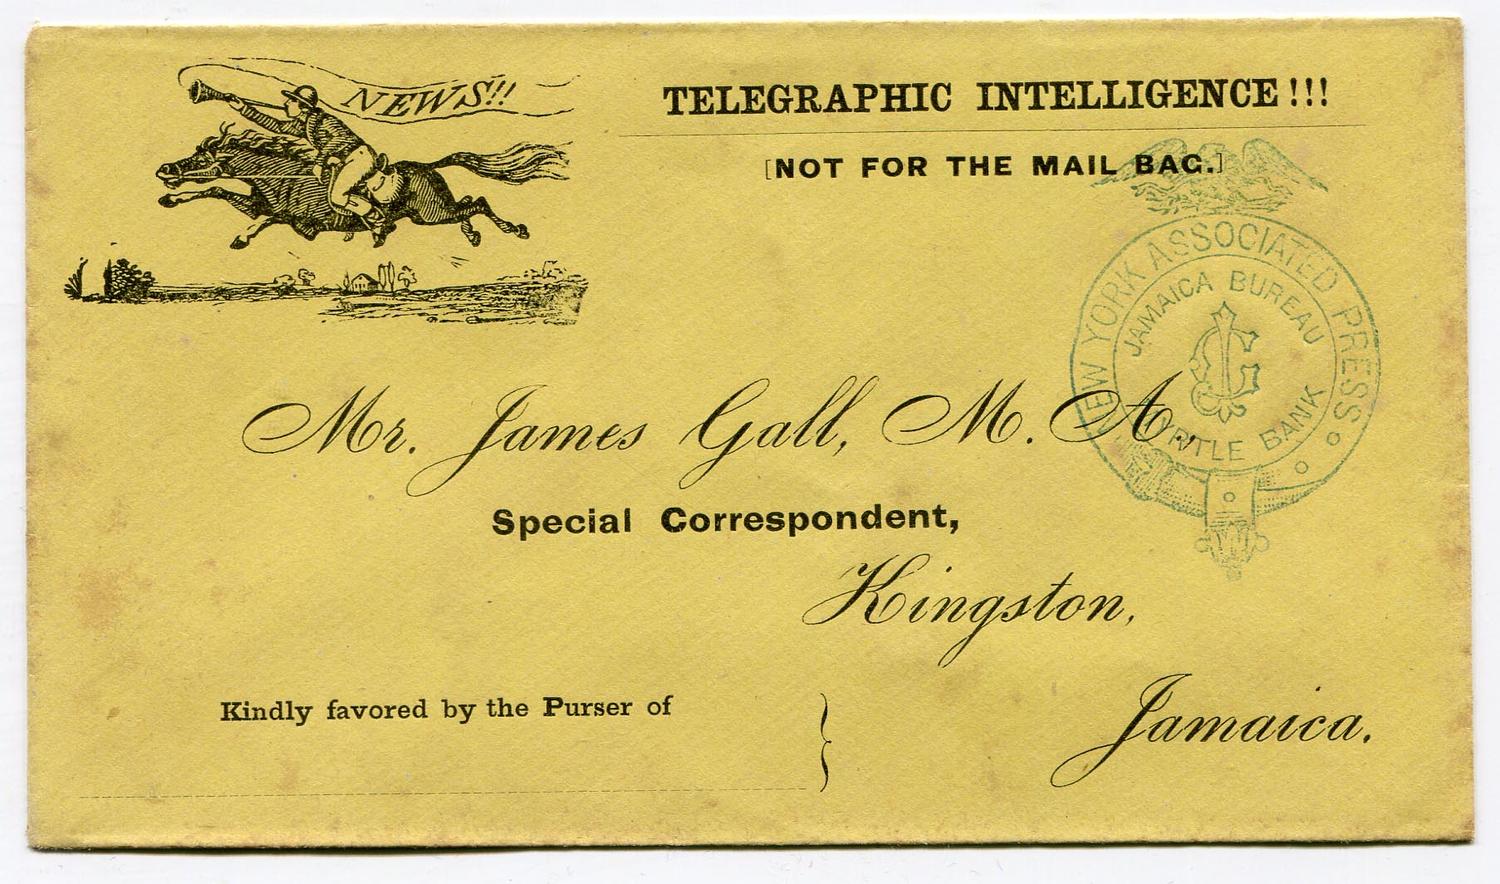 NEWS!!
TELEGRAPHIC INTELLIGENCE!!!
[NOT FOR THE MAIL BAG.]
NEW YORK ASSOCIATED PRESS
JAMAICA BUREAU
MYRTLE BANK
Mr. James Gall, M. A.,
Special Correspondent,
Kingston,
Jamaica.
Kindly favored by the Purser of